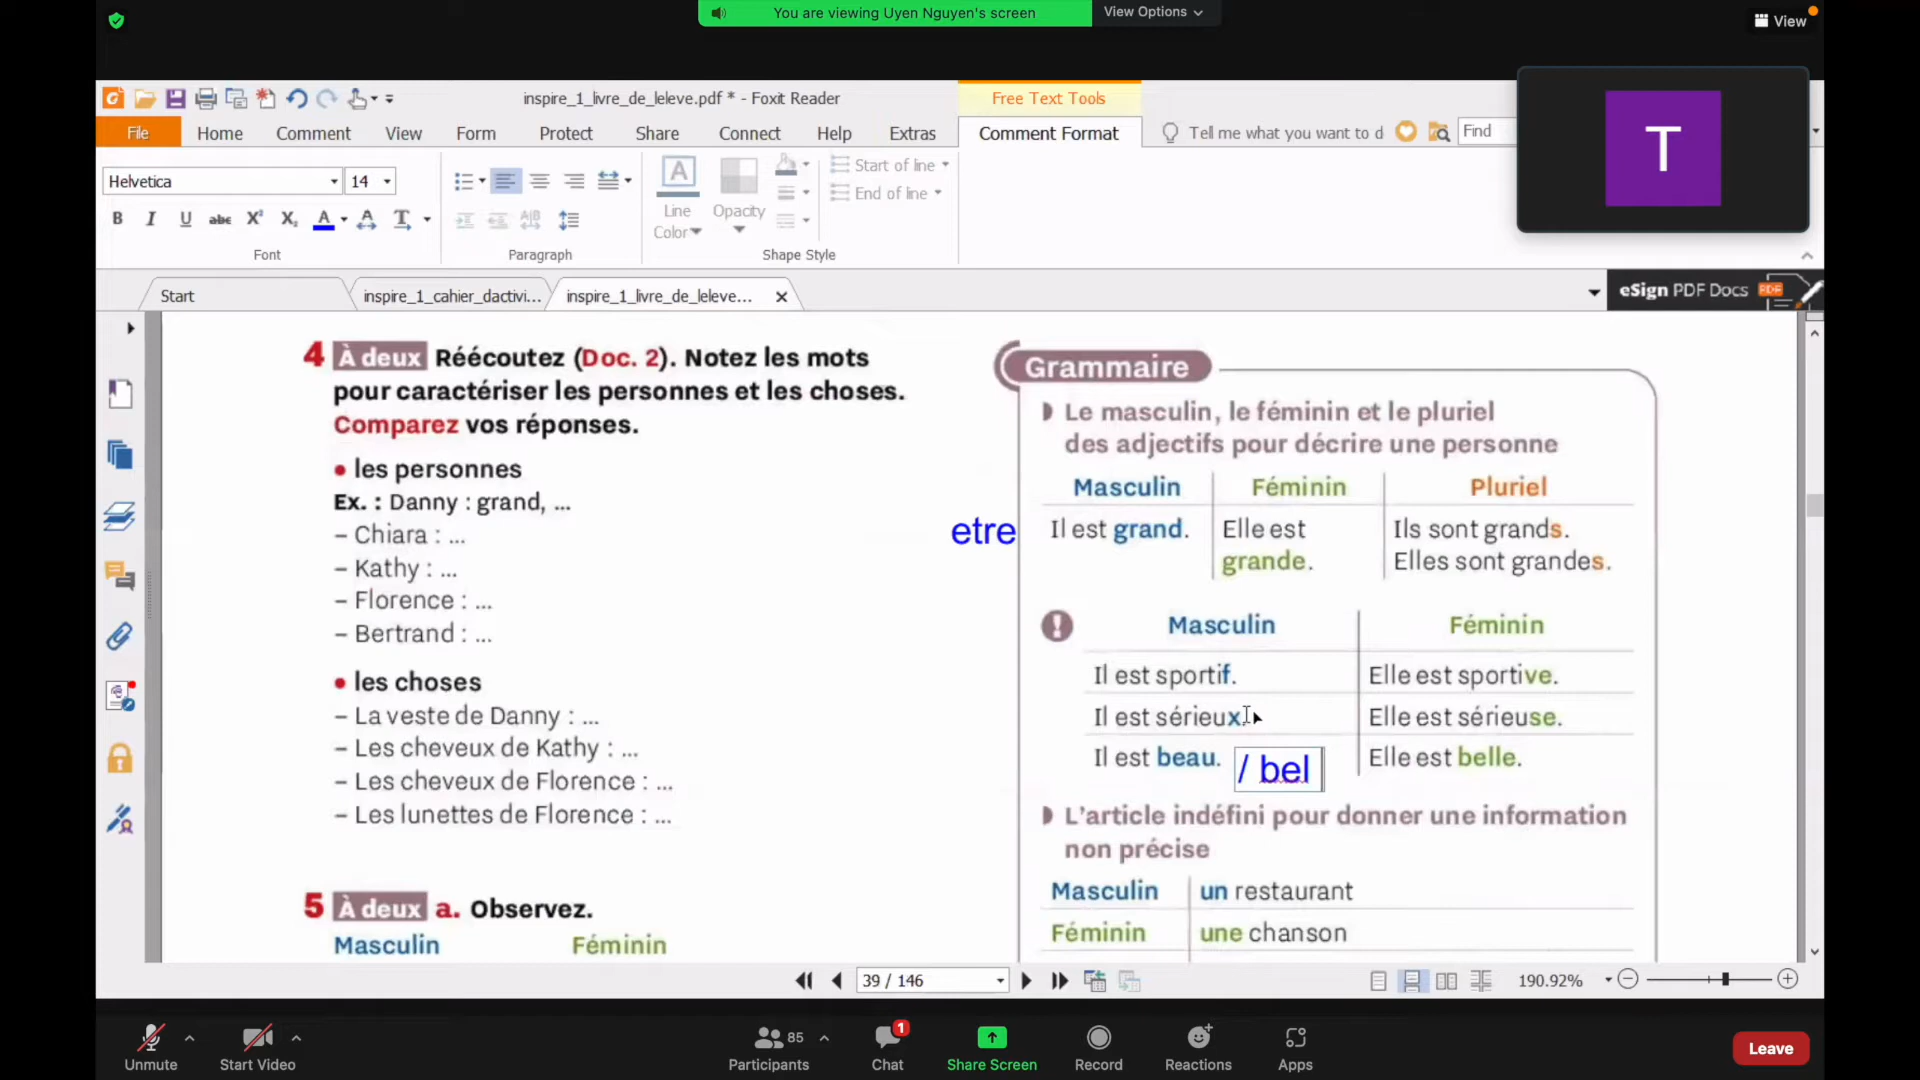 You are viewing Uyen Nguyen's screen
View Options
View
inspire_1_livre_de_leleve.pdf * - Foxit Reader
Free Text Tools
T
File
Home
Comment
View
Form
Protect
Share
Connect
Help
Extras
Comment Format
Tell me what you want to d
Find
Helvetica
14
Line
Color
Opacity
Start of line
End of line
Font
Paragraph
Shape Style
Start
inspire_1_cahier_dactivi...
inspire_1_livre_de_leleve...
eSign PDF Docs
4 À deux Réécoutez (Doc. 2). Notez les mots
pour caractériser les personnes et les choses.
Comparez vos réponses.
• les personnes
Ex. : Danny : grand, ...
– Chiara : ...
– Kathy : ...
– Florence : ...
– Bertrand : ...
• les choses
– La veste de Danny : ...
– Les cheveux de Kathy : ...
– Les cheveux de Florence : ...
– Les lunettes de Florence : ...
5 À deux a. Observez.
Masculin Féminin
etre
Grammaire
Le masculin, le féminin et le pluriel
des adjectifs pour décrire une personne
Masculin Féminin Pluriel
Il est grand. Elle est grande. Ils sont grands.
Elles sont grandes.
! Masculin Féminin
Il est sportif. Elle est sportive.
Il est sérieux. Elle est sérieuse.
Il est beau. / bel Elle est belle.
L'article indéfini pour donner une information
non précise
Masculin un restaurant
Féminin une chanson
39 / 146
190.92%
Unmute
Start Video
85
Participants
1
Chat
Share Screen
Record
Reactions
Apps
Leave